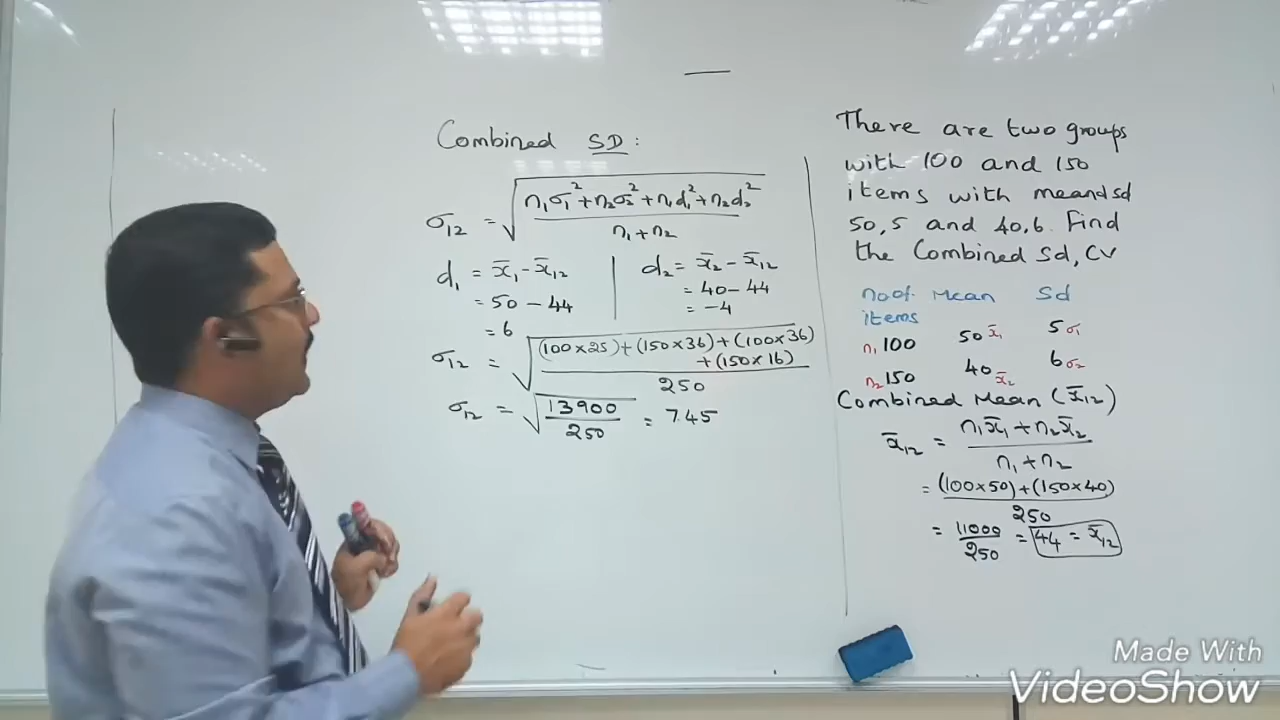 Combined SD:
σ₁₂ = √((n₁σ₁² + n₂σ₂² + n₁d₁² + n₂d₂²) / (n₁ + n₂))
d₁ = x̄₁ - x̄₁₂
= 50 - 44
= 6
d₂ = x̄₂ - x̄₁₂
= 40 - 44
= -4
σ₁₂ = √(((100×25) + (150×36) + (100×36) + (150×16)) / 250)
σ₁₂ = √(13900 / 250) = 7.45
There are two groups
with 100 and 150
items with mean & sd
50,5 and 40,6. Find
the Combined Sd, CV
no.of. Mean Sd
items
n₁ 100 50 x̄₁ 5 σ₁
n₂ 150 40 x̄₂ 6 σ₂
Combined Mean (x̄₁₂)
x̄₁₂ = (n₁x̄₁ + n₂x̄₂) / (n₁ + n₂)
= ((100×50) + (150×40)) / 250
= 11000 / 250 = 44 = x̄₁₂
Made With
VideoShow